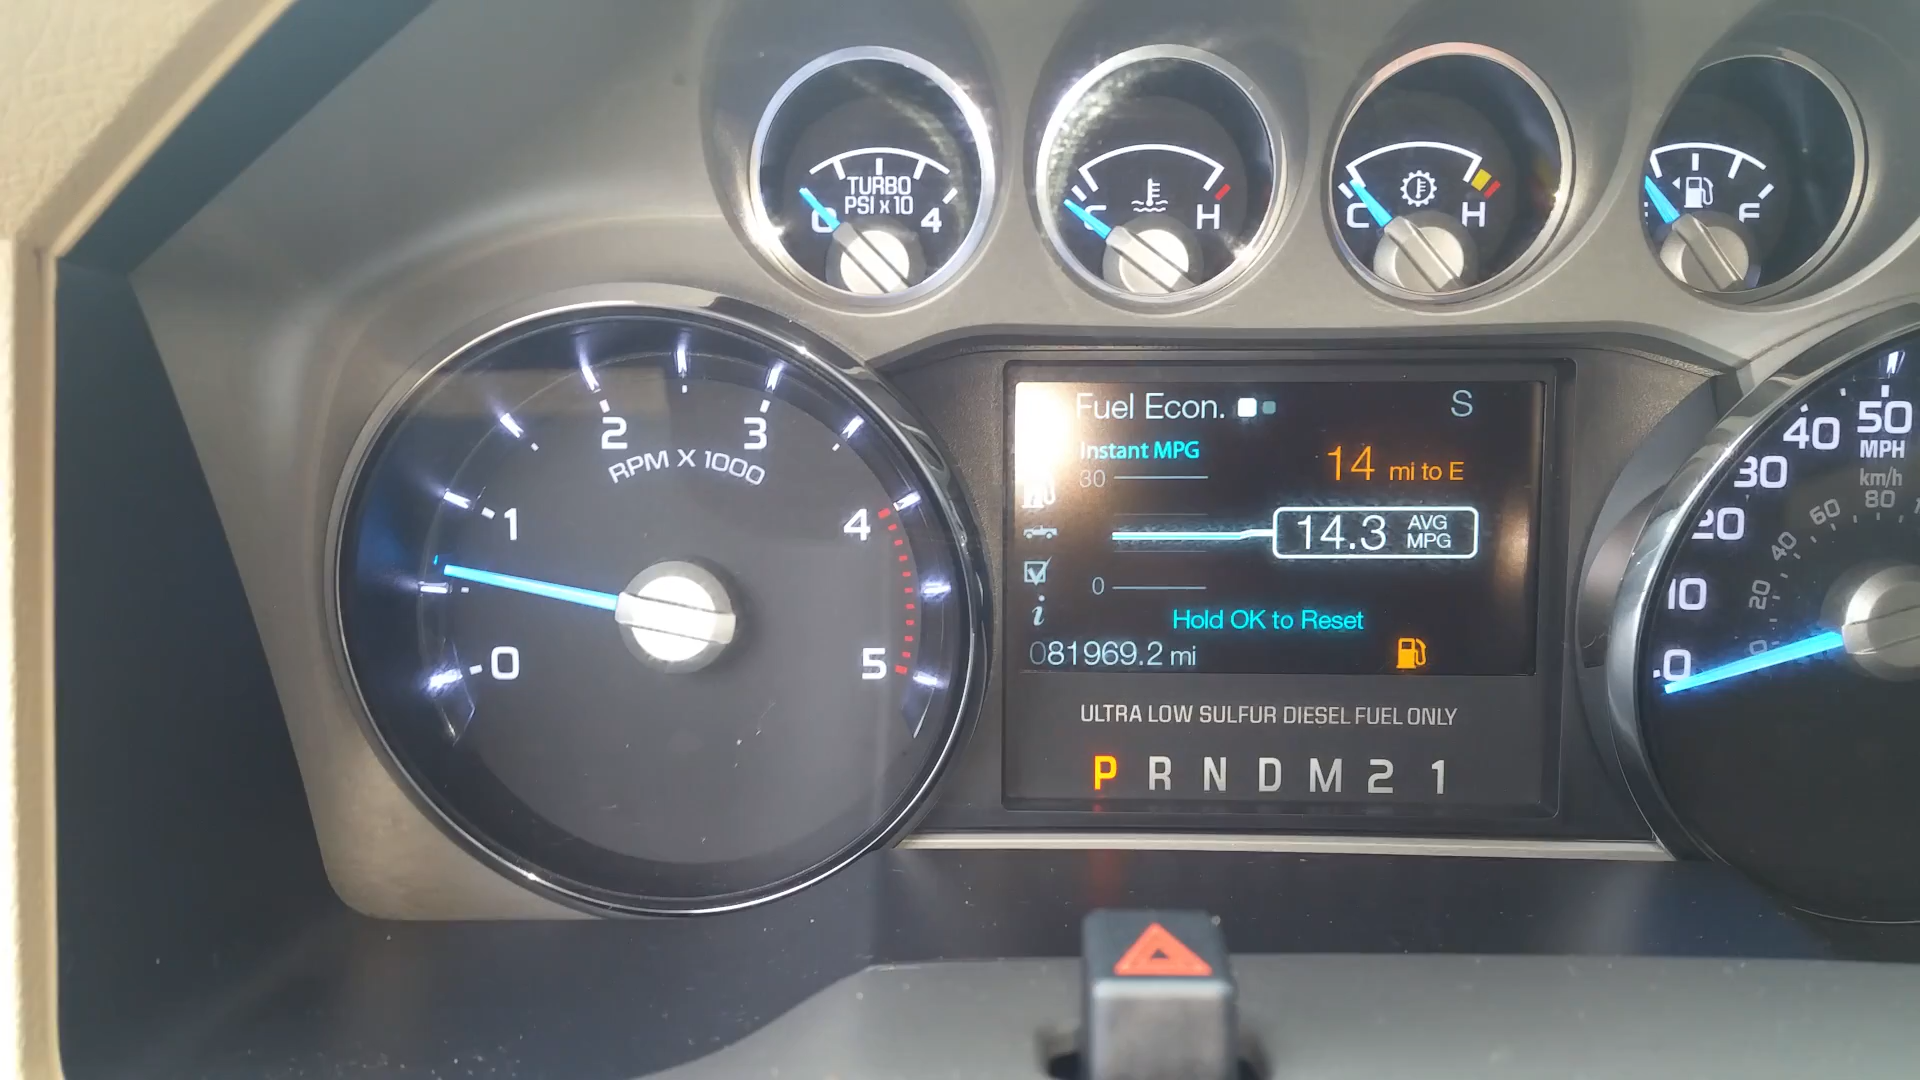 TURBO
PSI x 10
0 4
C H
C H
F
0 1 2 3 4 5
RPM X 1000
Fuel Econ. S
Instant MPG
14 mi to E
30
14.3 AVG MPG
0
Hold OK to Reset
081969.2 mi
ULTRA LOW SULFUR DIESEL FUEL ONLY
P R N D M 2 1
0 10 20 30 40 50
MPH
km/h
0 20 40 60 80